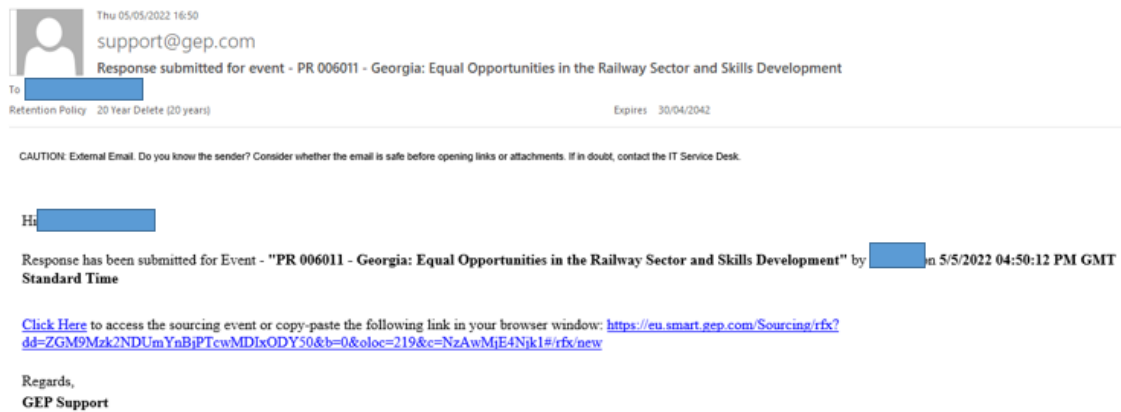 Thu 05/05/2022 16:50
support@gep.com
Response submitted for event - PR 006011 - Georgia: Equal Opportunities in the Railway Sector and Skills Development
To
Retention Policy 20 Year Delete (20 years) Expires 30/04/2042
CAUTION: External Email. Do you know the sender? Consider whether the email is safe before opening links or attachments. If in doubt, contact the IT Service Desk.
Hi
Response has been submitted for Event - "PR 006011 - Georgia: Equal Opportunities in the Railway Sector and Skills Development" by n 5/5/2022 04:50:12 PM GMT
Standard Time
Click Here to access the sourcing event or copy-paste the following link in your browser window: https://eu.smart.gep.com/Sourcing/rfx?
dd=ZGM9Mzk2NDUmYnBjPTcwMDIxODY50&b=0&oloc=219&c=NzAwMjE4Njk1#/rfx/new
Regards,
GEP Support